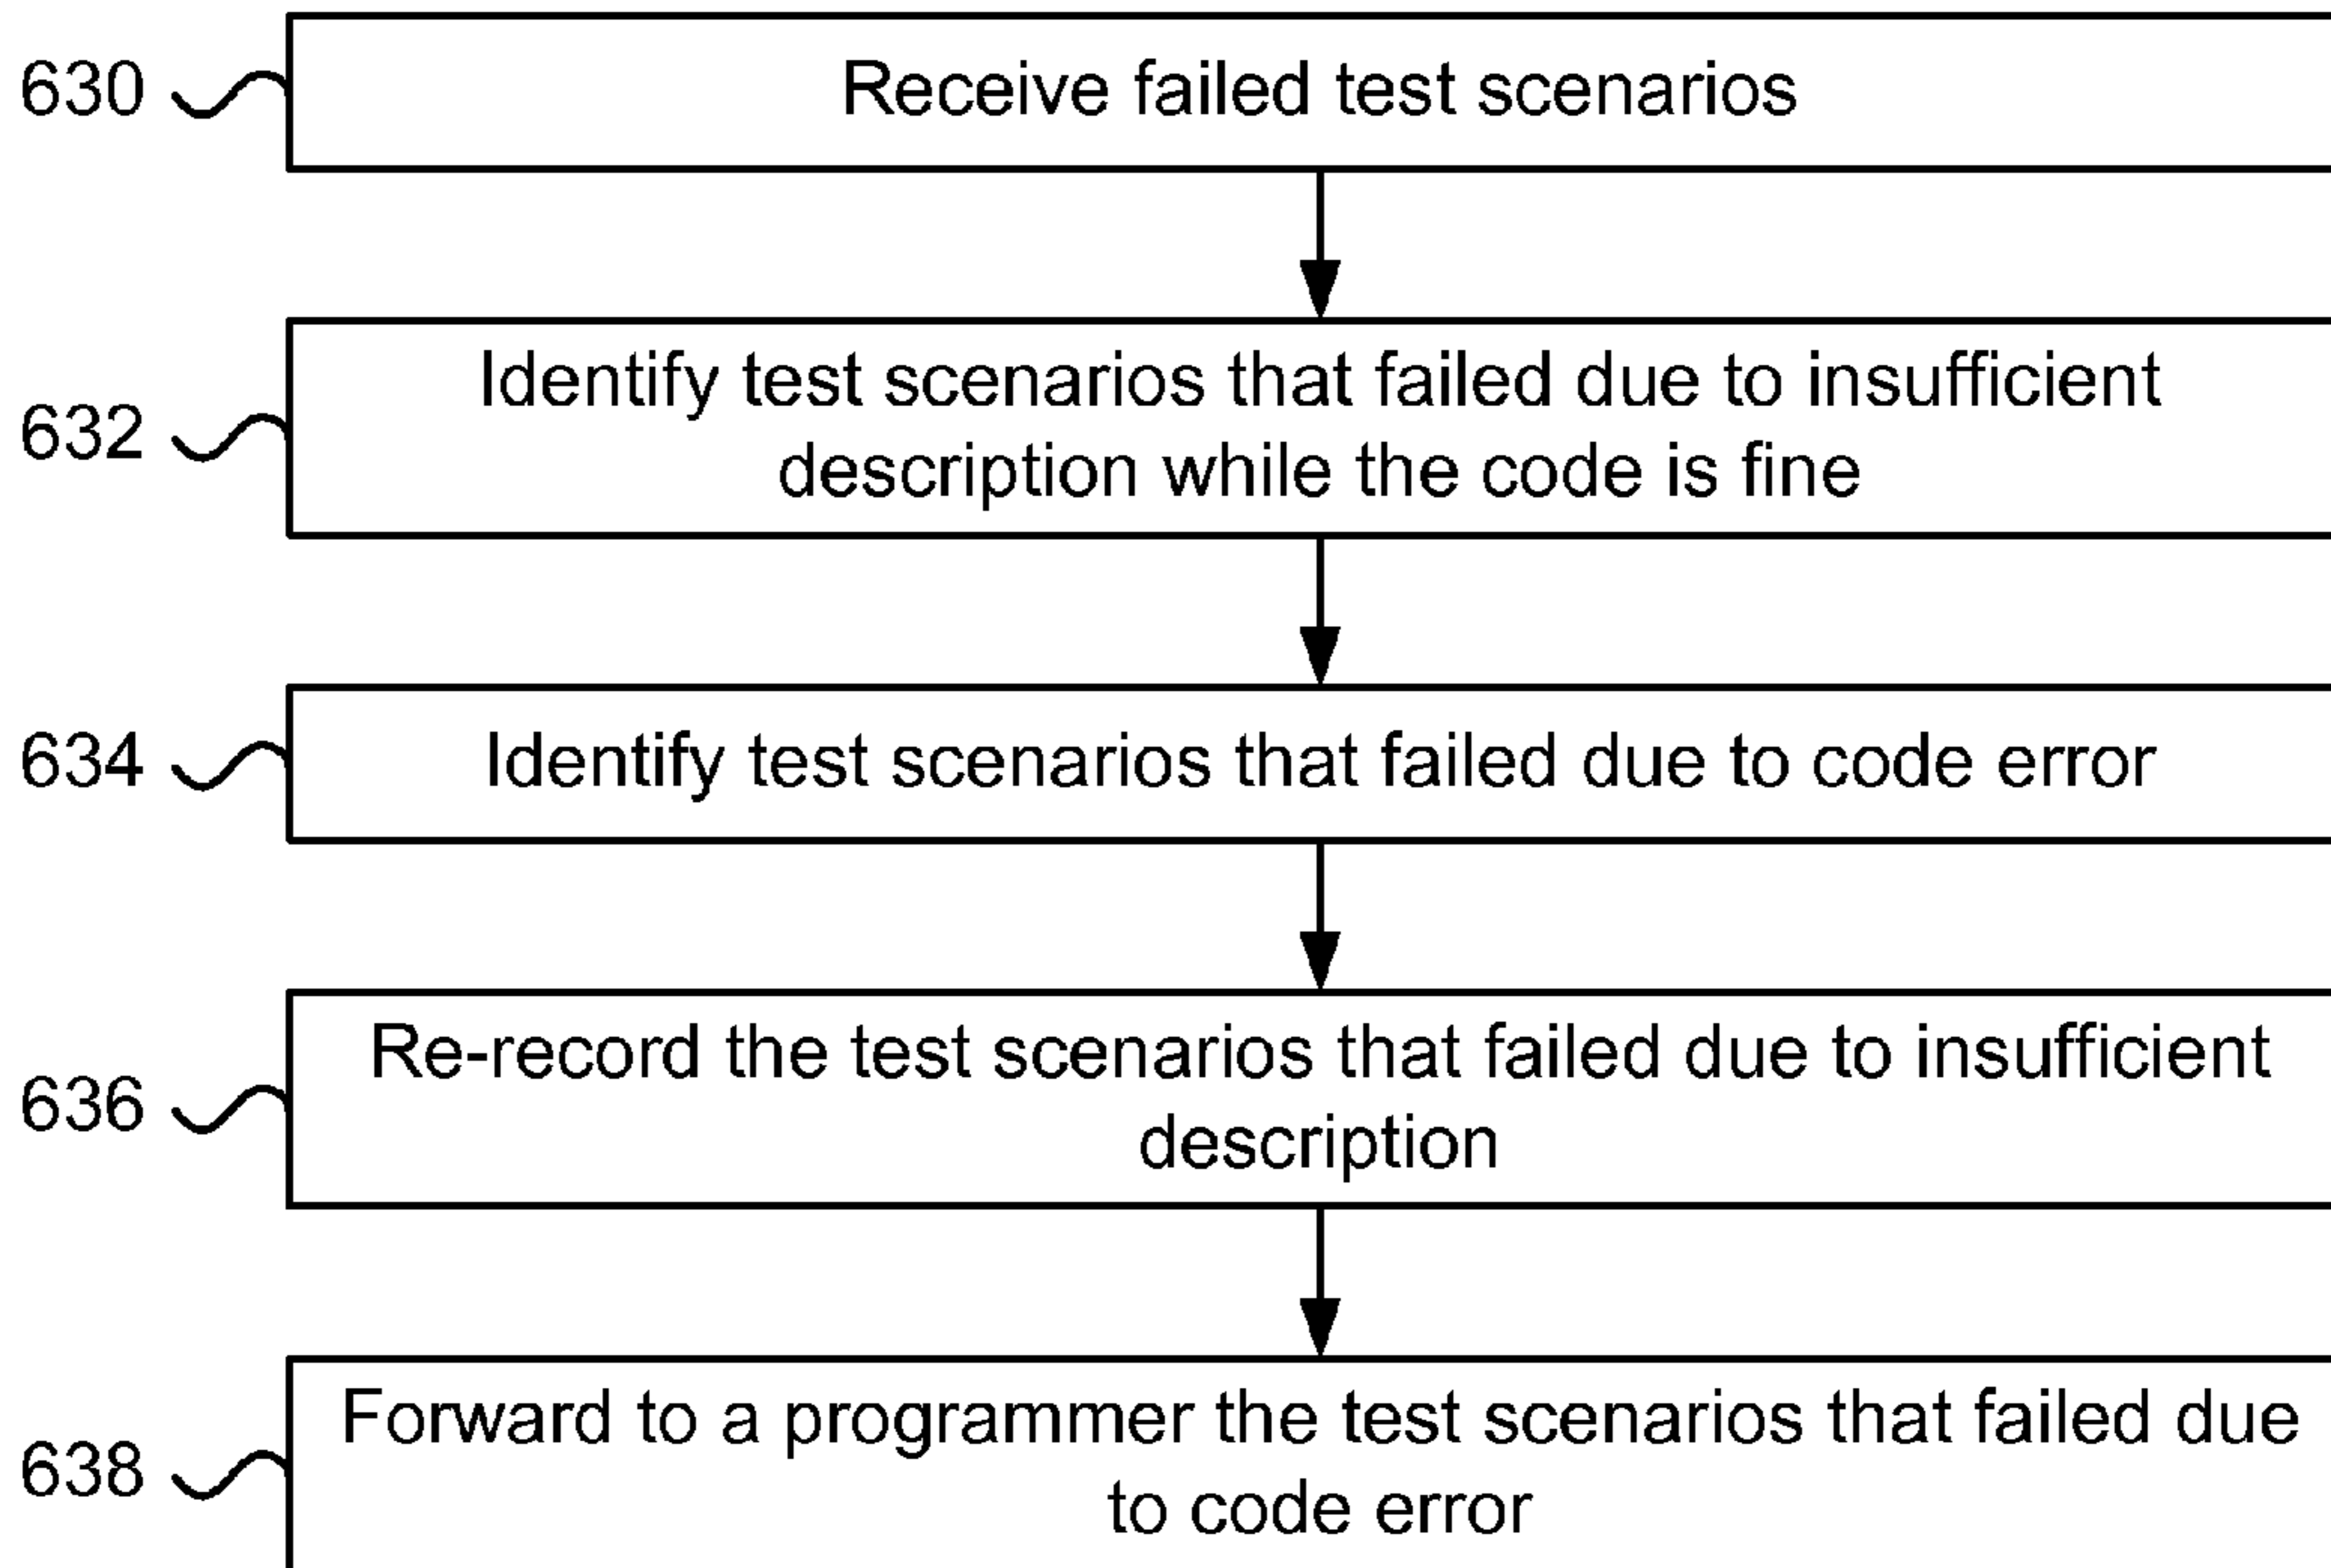 630
Receive failed test scenarios
632
Identify test scenarios that failed due to insufficient
description while the code is fine
634
Identify test scenarios that failed due to code error
636
Re-record the test scenarios that failed due to insufficient
description
638
Forward to a programmer the test scenarios that failed due
to code error